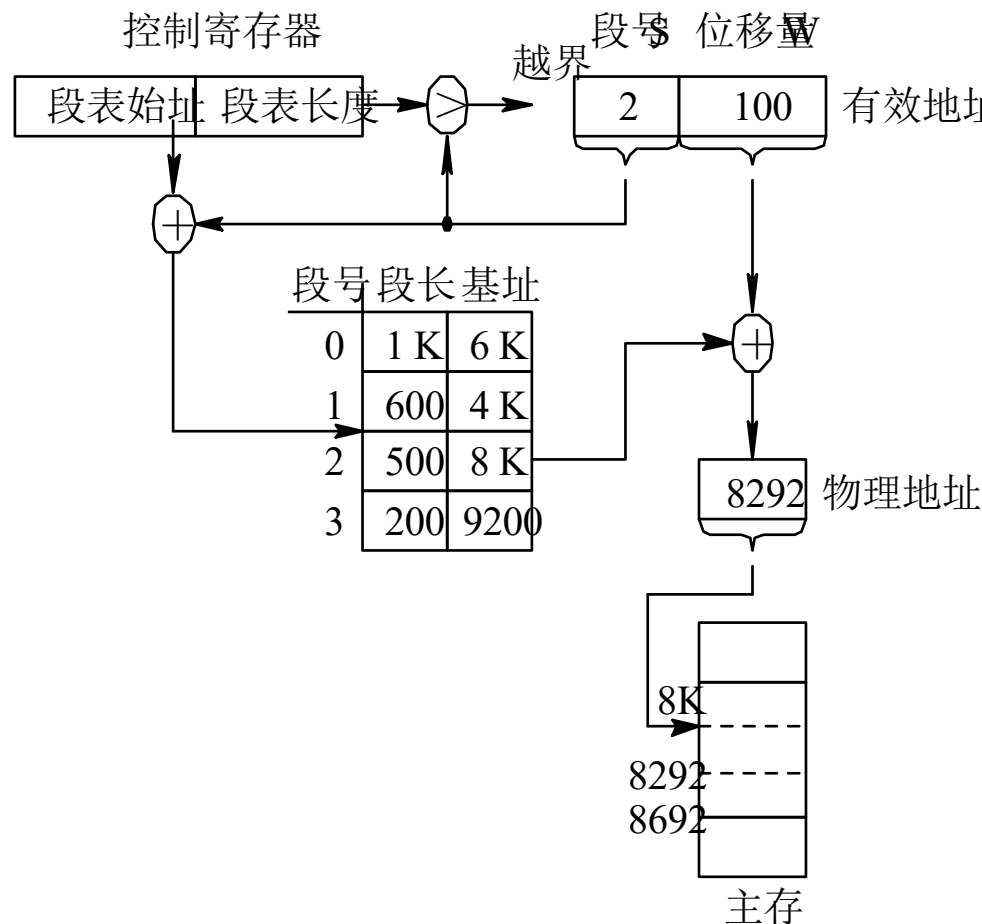 控制寄存器
段号S 位移量W
越界
段表始址 段表长度
>
2 100 有效地址
+
段号 段长 基址
0 1 K 6 K
+
1 600 4 K
2 500 8 K
8292 物理地址
3 200 9200
8K
8292
8692
主存